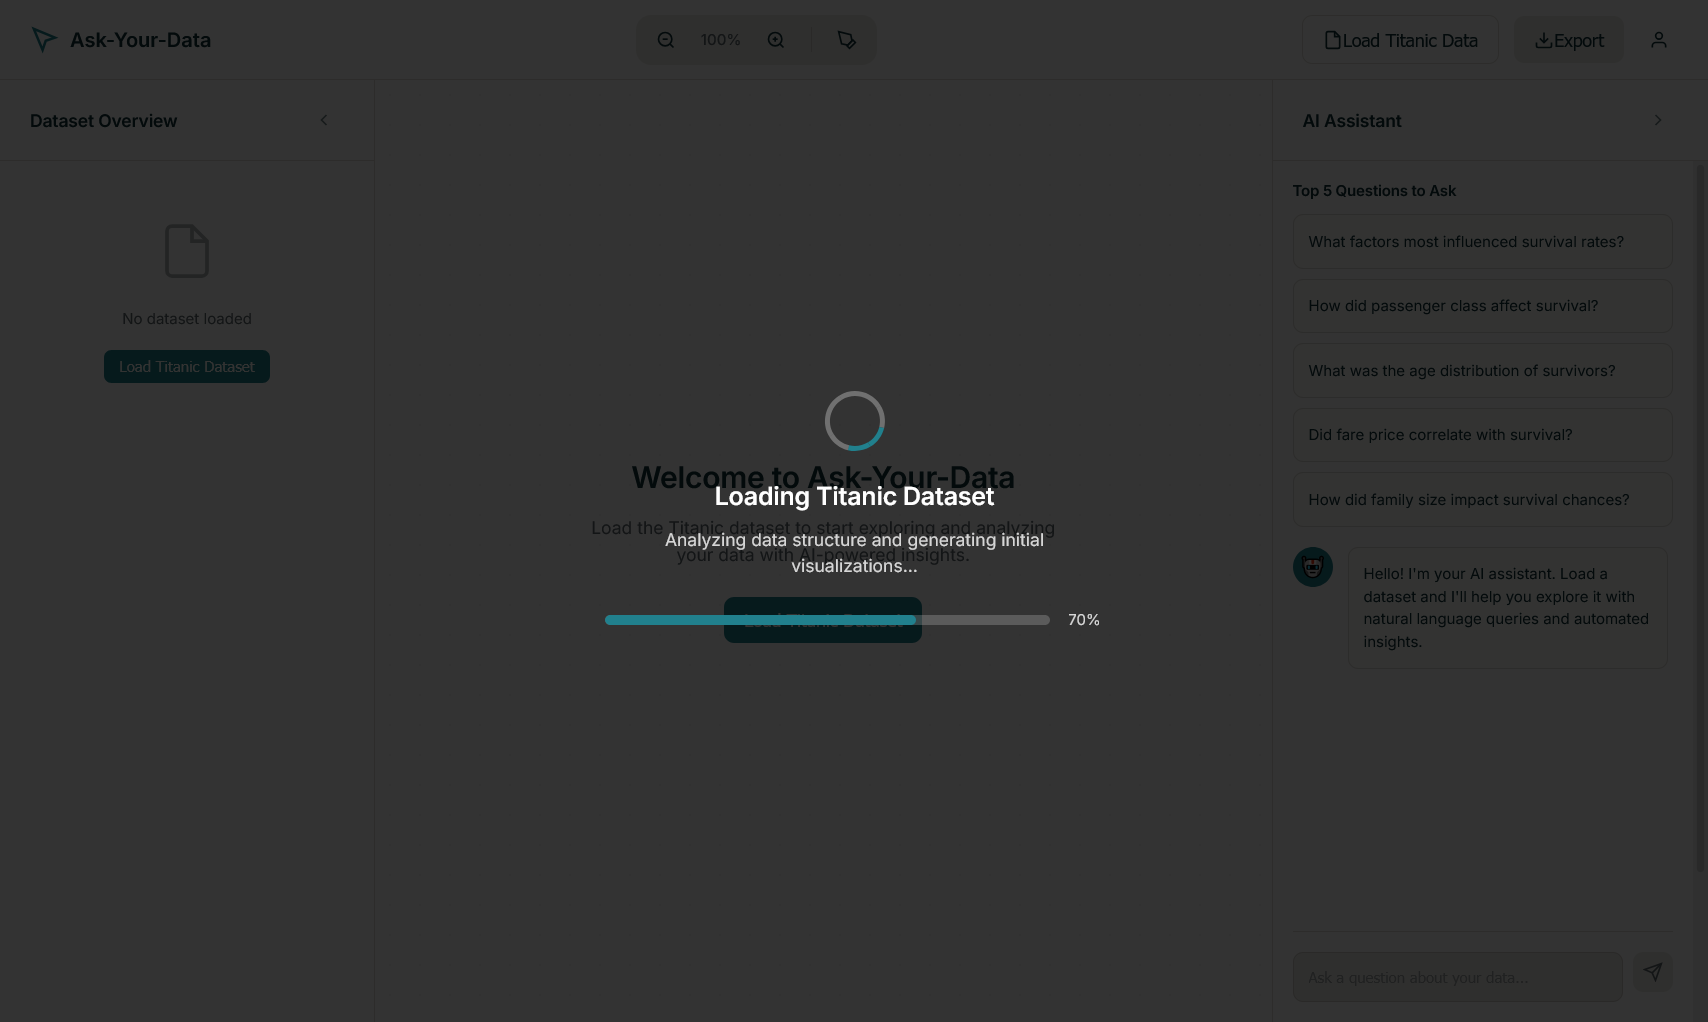 Ask-Your-Data
100%
Load Titanic Data
Export
Dataset Overview
No dataset loaded
Load Titanic Dataset
Welcome to Ask-Your-Data
Loading Titanic Dataset
Load the Titanic dataset to start exploring and analyzing
Analyzing data structure and generating initial
your data with AI-powered insights.
visualizations...
Load Titanic Dataset
70%
AI Assistant
Top 5 Questions to Ask
What factors most influenced survival rates?
How did passenger class affect survival?
What was the age distribution of survivors?
Did fare price correlate with survival?
How did family size impact survival chances?
Hello! I'm your AI assistant. Load a
dataset and I'll help you explore it with
natural language queries and automated
insights.
Ask a question about your data...